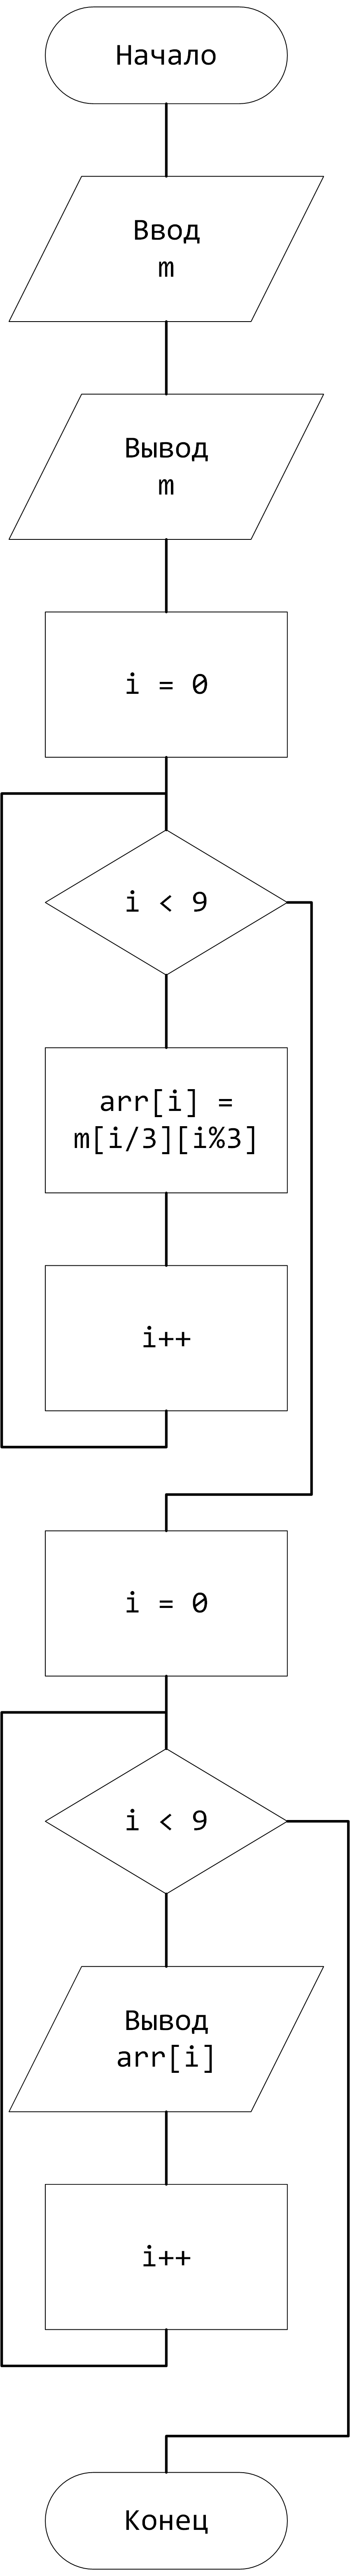 Начало
Ввод
m
Вывод
m
i = 0
i < 9
arr[i] =
m[i/3][i%3]
i++
i = 0
i < 9
Вывод
arr[i]
i++
Конец